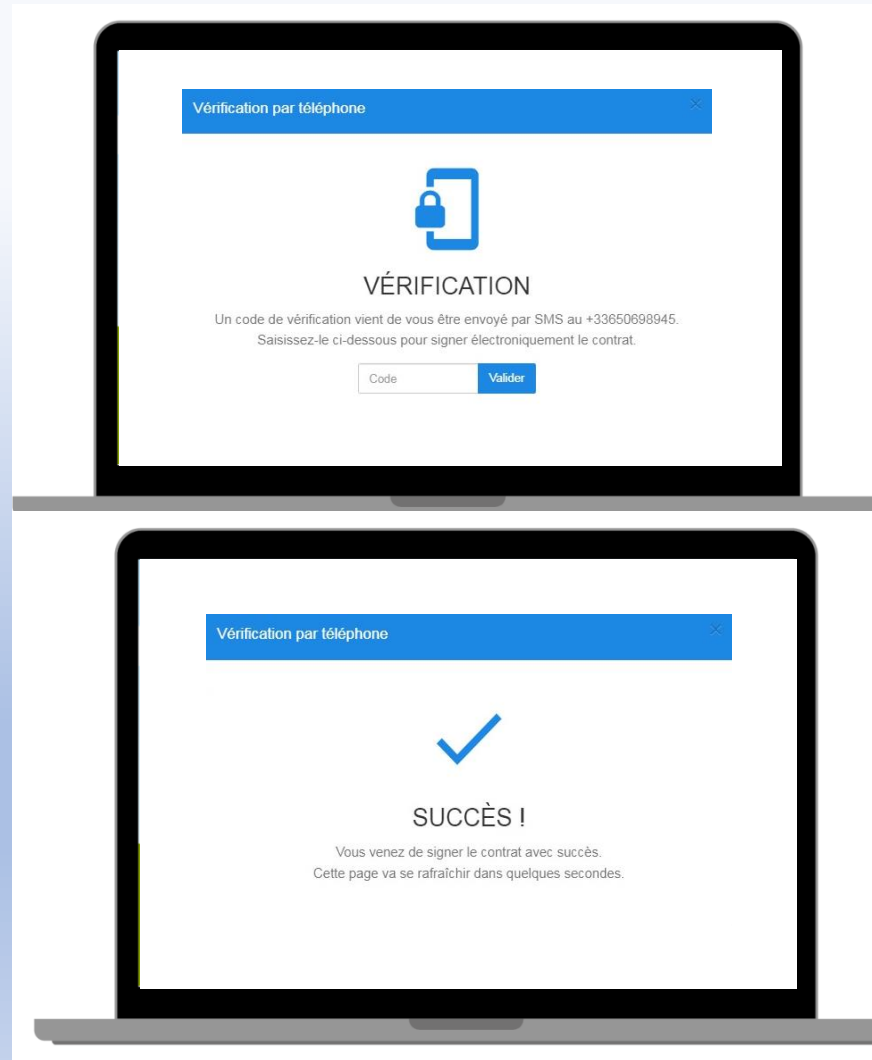 Vérification par téléphone
VÉRIFICATION
Un code de vérification vient de vous être envoyé par SMS au +33650698945.
Saisissez-le ci-dessous pour signer électroniquement le contrat.
Code Valider
Vérification par téléphone
SUCCÈS !
Vous venez de signer le contrat avec succès.
Cette page va se rafraîchir dans quelques secondes.